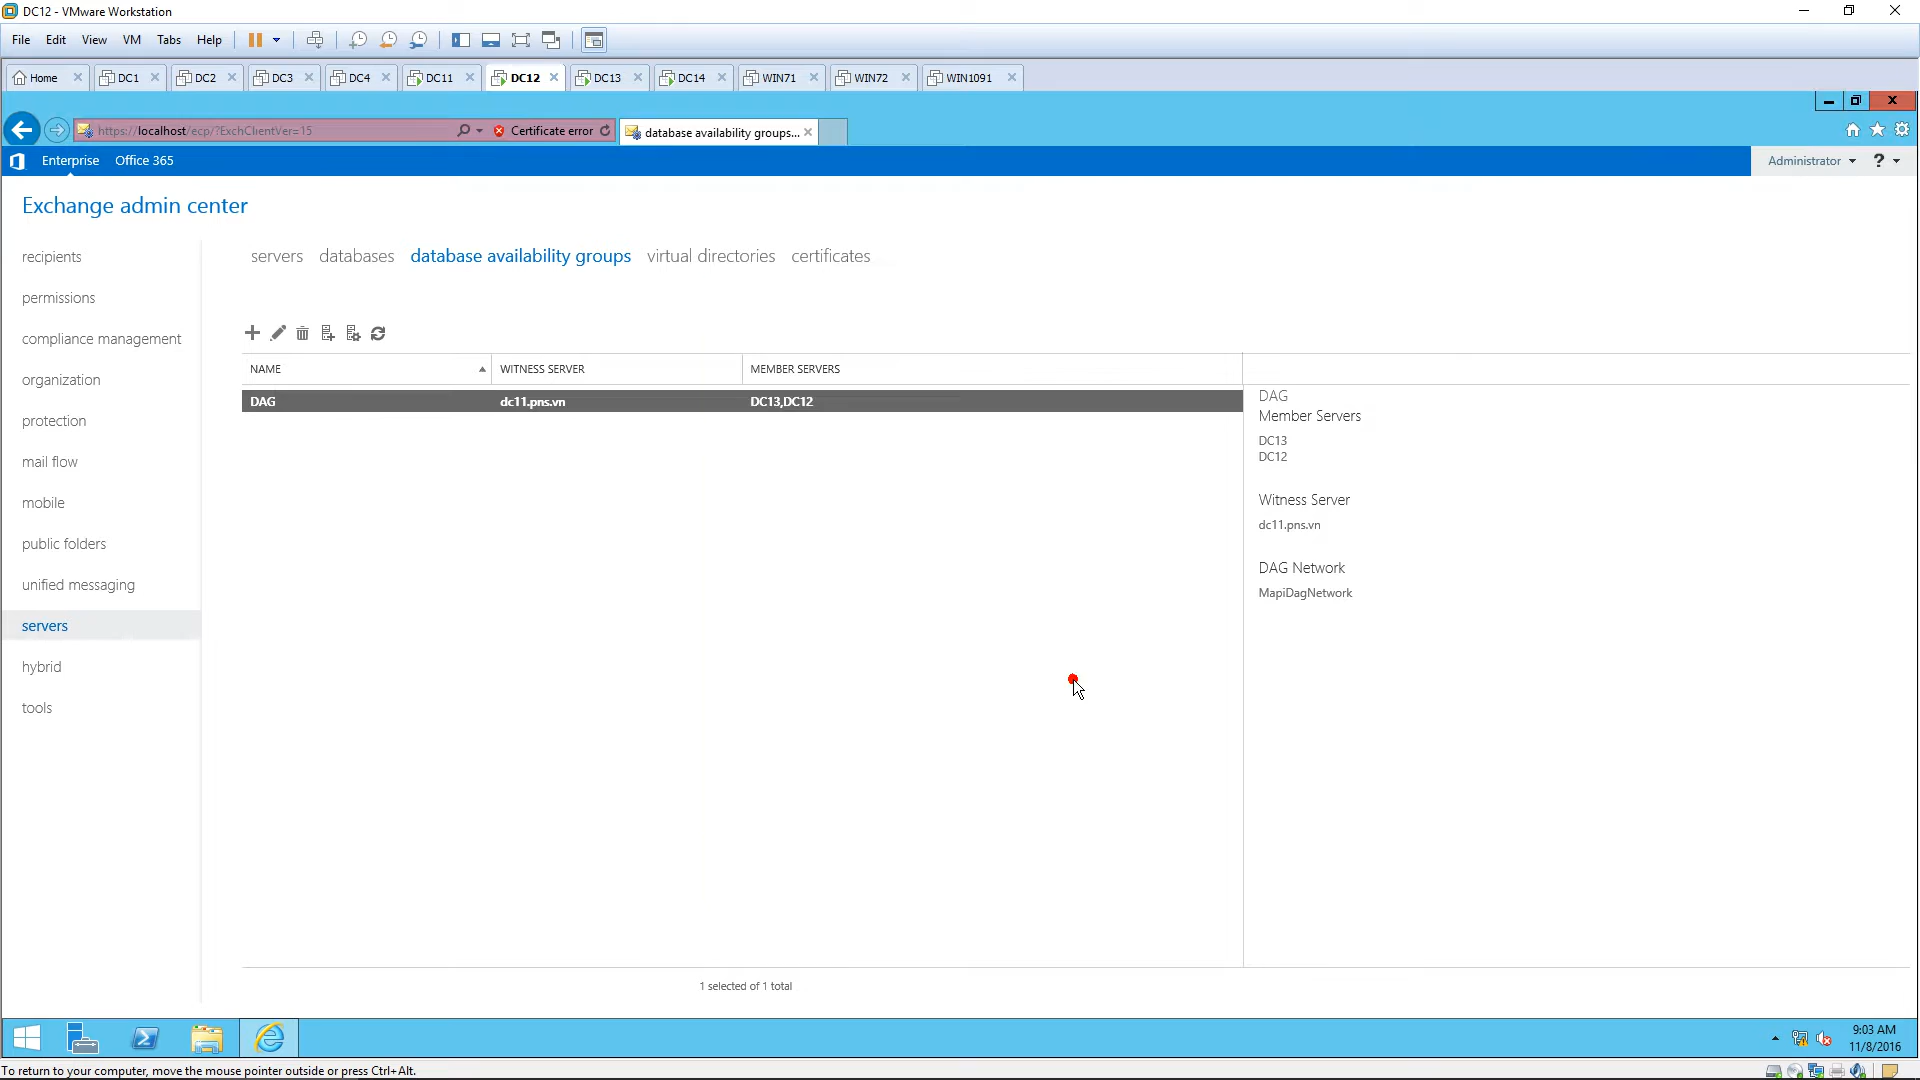 DC12 - VMware Workstation
File Edit View VM Tabs Help
Home DC1 DC2 DC3 DC4 DC11 DC12 DC13 DC14 WIN71 WIN72 WIN1091
https://localhost/ecp/?ExchClientVer=15 Certificate error database availability groups...
Enterprise Office 365 Administrator ?
Exchange admin center
recipients
permissions
compliance management
organization
protection
mail flow
mobile
public folders
unified messaging
servers
hybrid
tools
servers databases database availability groups virtual directories certificates
NAME WITNESS SERVER MEMBER SERVERS
DAG dc11.pns.vn DC13,DC12
DAG
Member Servers
DC13
DC12
Witness Server
dc11.pns.vn
DAG Network
MapiDagNetwork
1 selected of 1 total
9:03 AM
11/8/2016
To return to your computer, move the mouse pointer outside or press Ctrl+Alt.